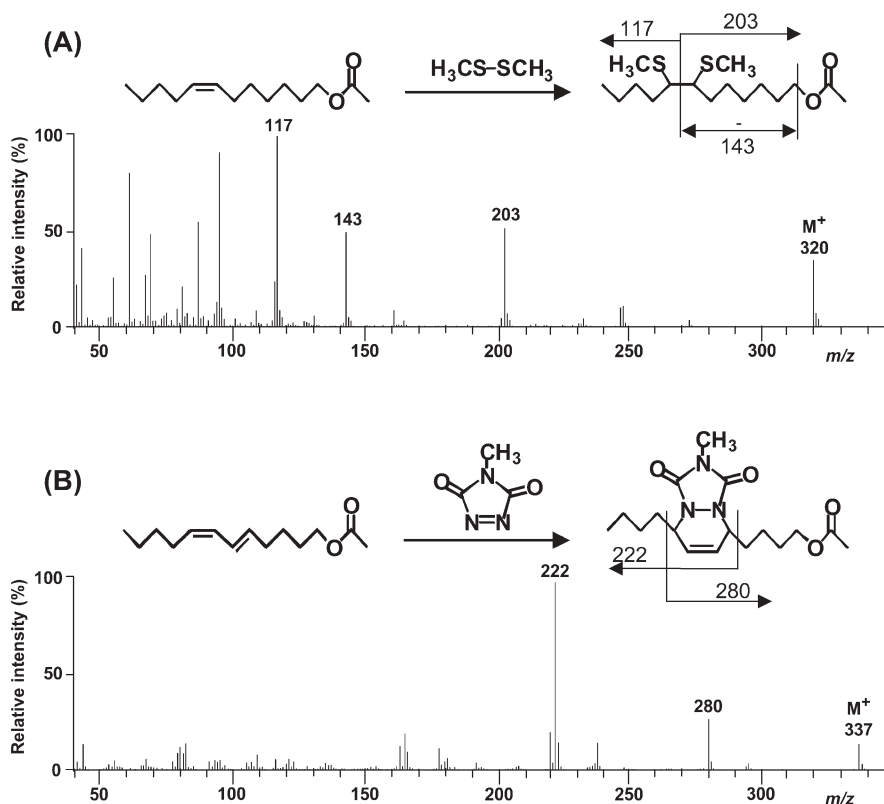 (A)
117
203
H₃CS–SCH₃
H₃CS SCH₃
O
O
O
O
-
143
Relative intensity (%)
100
50
0
117
143
203
M⁺
320
50
100
150
200
250
300
m/z
(B)
CH₃
N
O
O
N=N
O
O
CH₃
N
O
O
N
N
O
O
222
280
Relative intensity (%)
100
50
0
222
280
M⁺
337
50
100
150
200
250
300
m/z